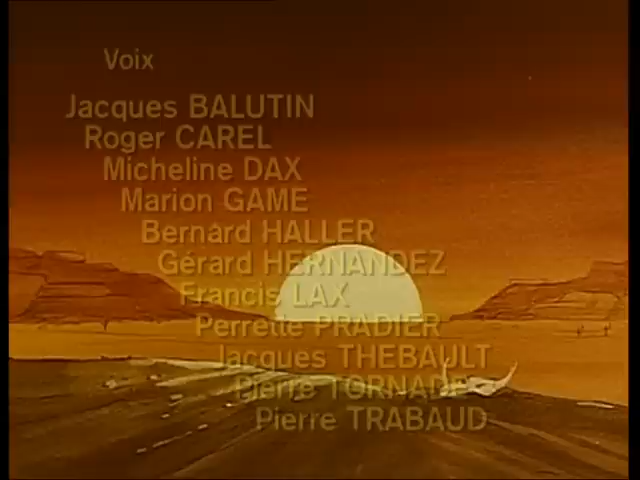 Voix
Jacques BALUTIN
Roger CAREL
Micheline DAX
Marion GAME
Bernard HALLER
Gérard HERNANDEZ
Francis LAX
Perrette PRADIER
Jacques THEBAULT
Pierre TORNADE
Pierre TRABAUD